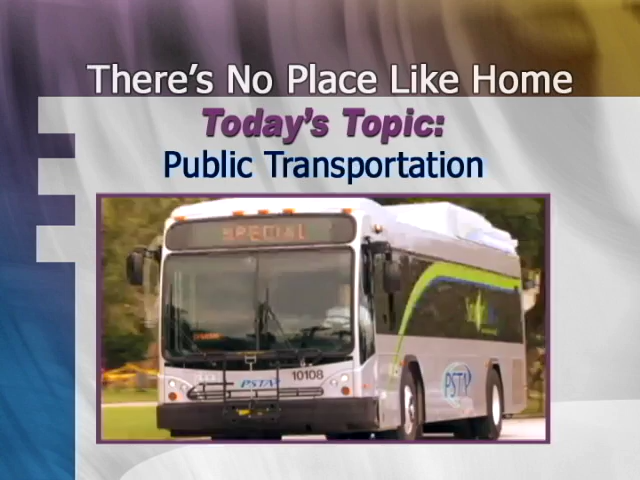 There's No Place Like Home
Today's Topic:
Public Transportation
SPECIAL
PSTA
10108
PSTA